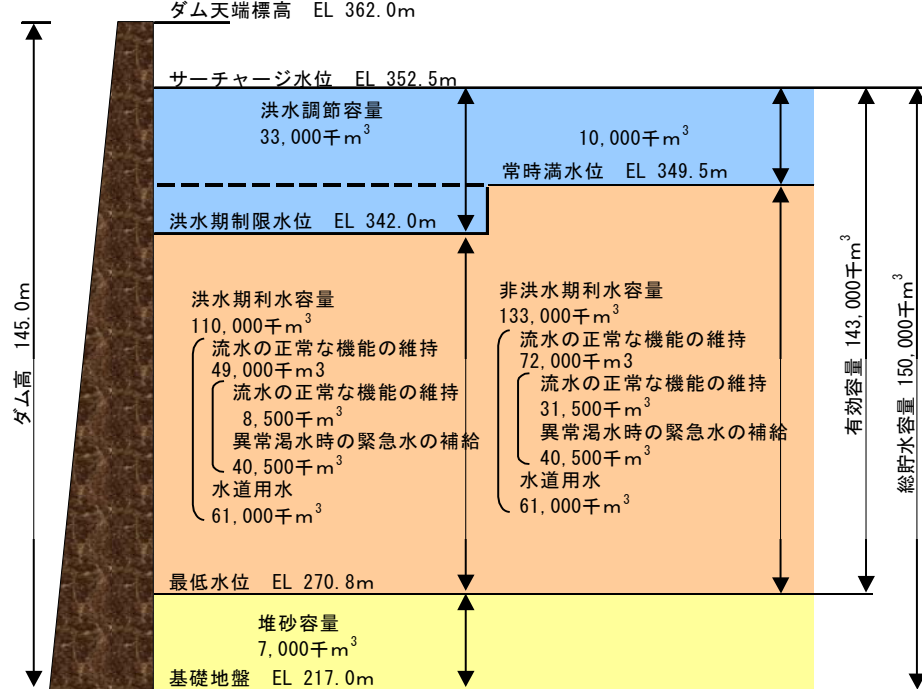 ダム天端標高 EL 362.0m
サーチャージ水位 EL 352.5m
洪水調節容量
33,000千m³
10,000千m³
常時満水位 EL 349.5m
洪水期制限水位 EL 342.0m
洪水期利水容量
110,000千m³
流水の正常な機能の維持
49,000千m3
流水の正常な機能の維持
8,500千m³
異常渇水時の緊急水の補給
40,500千m³
水道用水
61,000千m³
非洪水期利水容量
133,000千m³
流水の正常な機能の維持
72,000千m3
流水の正常な機能の維持
31,500千m³
異常渇水時の緊急水の補給
40,500千m³
水道用水
61,000千m³
最低水位 EL 270.8m
堆砂容量
7,000千m³
基礎地盤 EL 217.0m
ダム高 145.0m
有効容量 143,000千m³
総貯水容量 150,000千m³